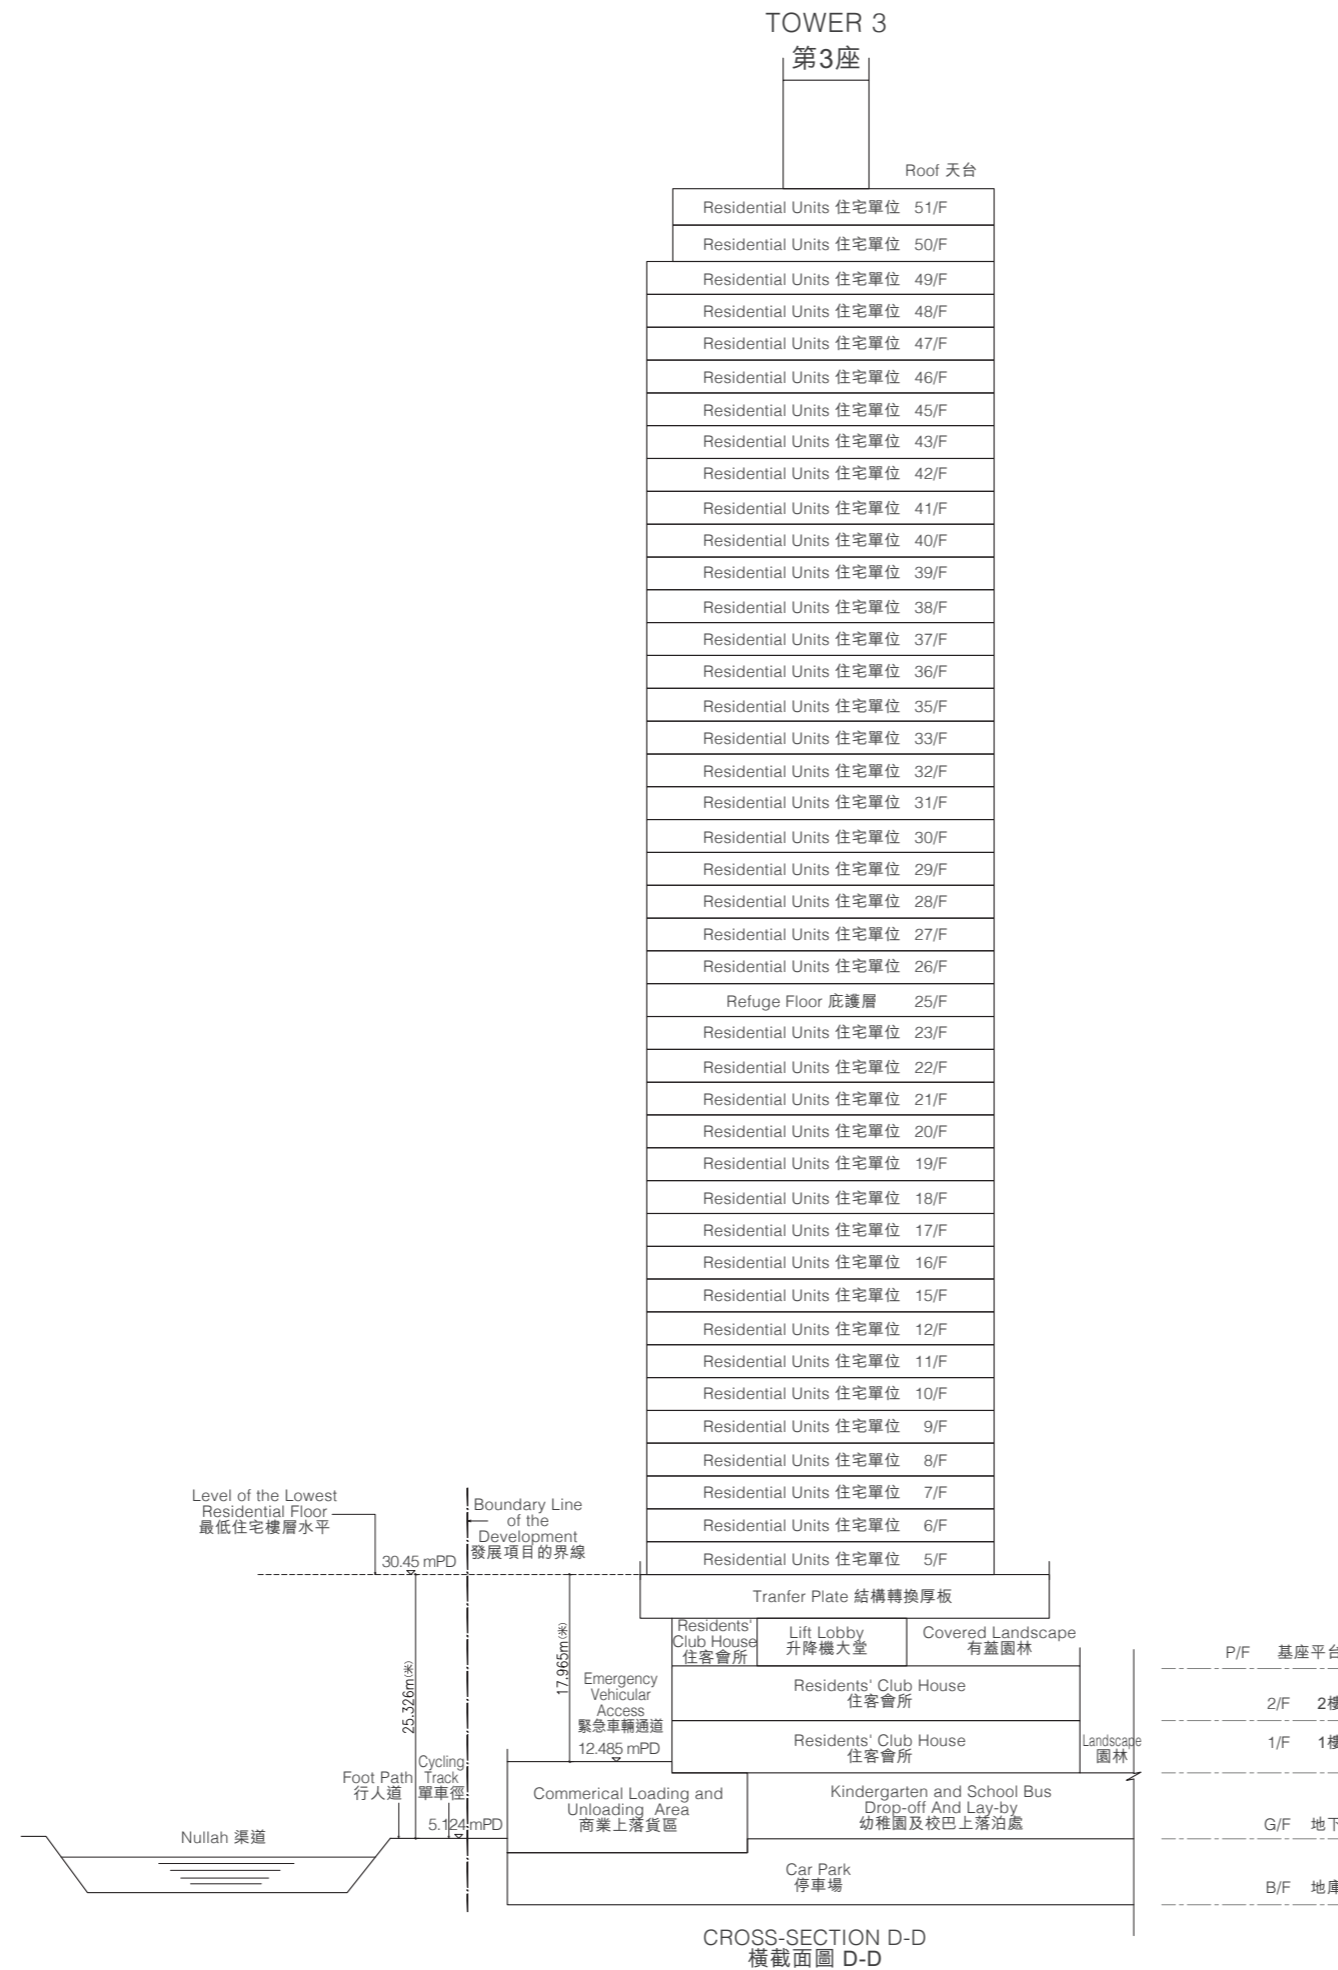 TOWER 3
第3座
Roof 天台
Residential Units 住宅單位 51/F
Residential Units 住宅單位 50/F
Residential Units 住宅單位 49/F
Residential Units 住宅單位 48/F
Residential Units 住宅單位 47/F
Residential Units 住宅單位 46/F
Residential Units 住宅單位 45/F
Residential Units 住宅單位 43/F
Residential Units 住宅單位 42/F
Residential Units 住宅單位 41/F
Residential Units 住宅單位 40/F
Residential Units 住宅單位 39/F
Residential Units 住宅單位 38/F
Residential Units 住宅單位 37/F
Residential Units 住宅單位 36/F
Residential Units 住宅單位 35/F
Residential Units 住宅單位 33/F
Residential Units 住宅單位 32/F
Residential Units 住宅單位 31/F
Residential Units 住宅單位 30/F
Residential Units 住宅單位 29/F
Residential Units 住宅單位 28/F
Residential Units 住宅單位 27/F
Residential Units 住宅單位 26/F
Refuge Floor 庇護層 25/F
Residential Units 住宅單位 23/F
Residential Units 住宅單位 22/F
Residential Units 住宅單位 21/F
Residential Units 住宅單位 20/F
Residential Units 住宅單位 19/F
Residential Units 住宅單位 18/F
Residential Units 住宅單位 17/F
Residential Units 住宅單位 16/F
Residential Units 住宅單位 15/F
Residential Units 住宅單位 12/F
Residential Units 住宅單位 11/F
Residential Units 住宅單位 10/F
Residential Units 住宅單位 9/F
Residential Units 住宅單位 8/F
Residential Units 住宅單位 7/F
Residential Units 住宅單位 6/F
Residential Units 住宅單位 5/F
Level of the Lowest
Residential Floor
最低住宅樓層水平
Boundary Line
of the
Development
發展項目的界線
30.45 mPD
Tranfer Plate 結構轉換厚板
Residents'
Club House
住客會所
Lift Lobby
升降機大堂
Covered Landscape
有蓋園林
P/F 基座平台
17.965m(米)
25.326m(米)
Emergency
Vehicular
Access
緊急車輛通道
12.485 mPD
Residents' Club House
住客會所
2/F 2樓
Residents' Club House
住客會所
Landscape
園林
1/F 1樓
Foot Path
行人道
Cycling
Track
單車徑
5.124 mPD
Commerical Loading and
Unloading Area
商業上落貨區
Kindergarten and School Bus
Drop-off And Lay-by
幼稚園及校巴上落泊處
G/F 地下
Nullah 渠道
Car Park
停車場
B/F 地庫
CROSS-SECTION D-D
橫截面圖 D-D